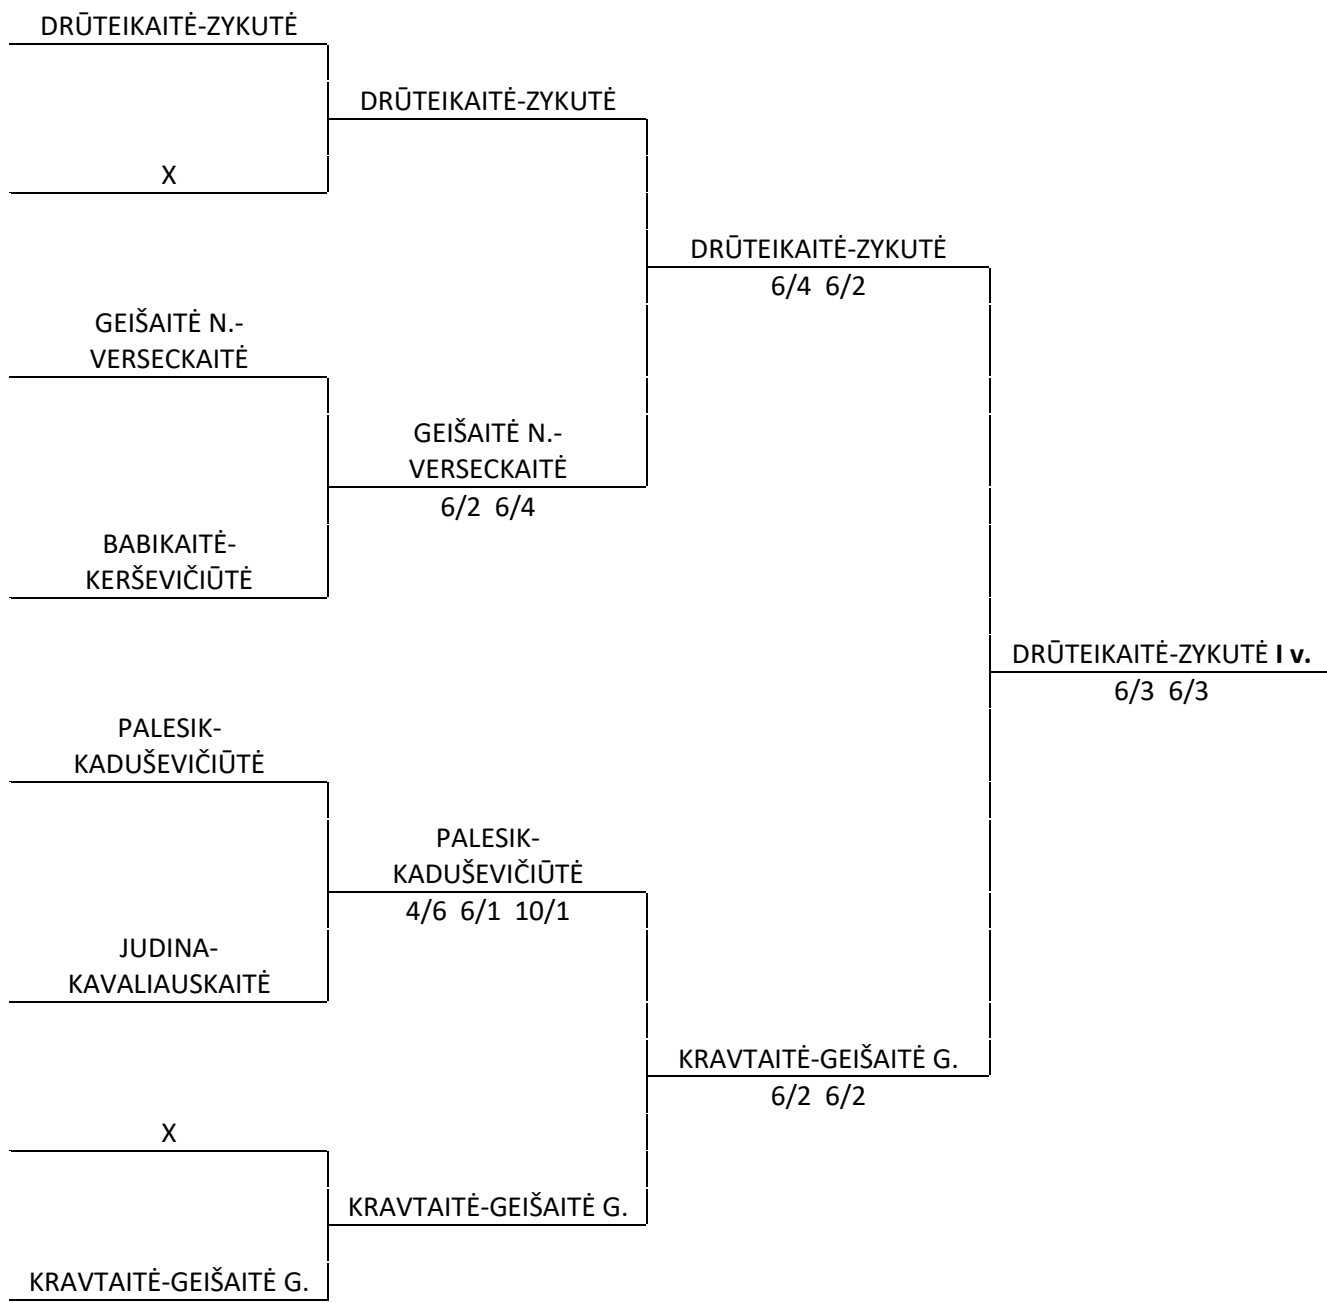 DRŪTEIKAITĖ-ZYKUTĖ
DRŪTEIKAITĖ-ZYKUTĖ
X
DRŪTEIKAITĖ-ZYKUTĖ
6/4 6/2
GEIŠAITĖ N.-
VERSECKAITĖ
GEIŠAITĖ N.-
VERSECKAITĖ
6/2 6/4
BABIKAITĖ-
KERŠEVIČIŪTĖ
DRŪTEIKAITĖ-ZYKUTĖ I v.
6/3 6/3
PALESIK-
KADUŠEVIČIŪTĖ
PALESIK-
KADUŠEVIČIŪTĖ
4/6 6/1 10/1
JUDINA-
KAVALIAUSKAITĖ
KRAVTAITĖ-GEIŠAITĖ G.
6/2 6/2
X
KRAVTAITĖ-GEIŠAITĖ G.
KRAVTAITĖ-GEIŠAITĖ G.